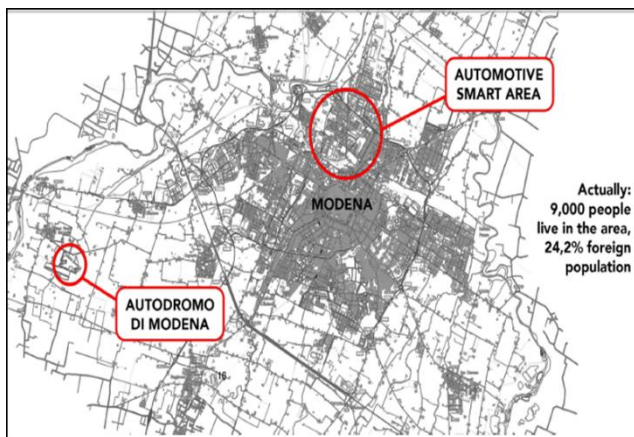 AUTOMOTIVE
SMART AREA
MODENA
Actually:
9,000 people
live in the area,
24,2% foreign
population
AUTODROMO
DI MODENA
16